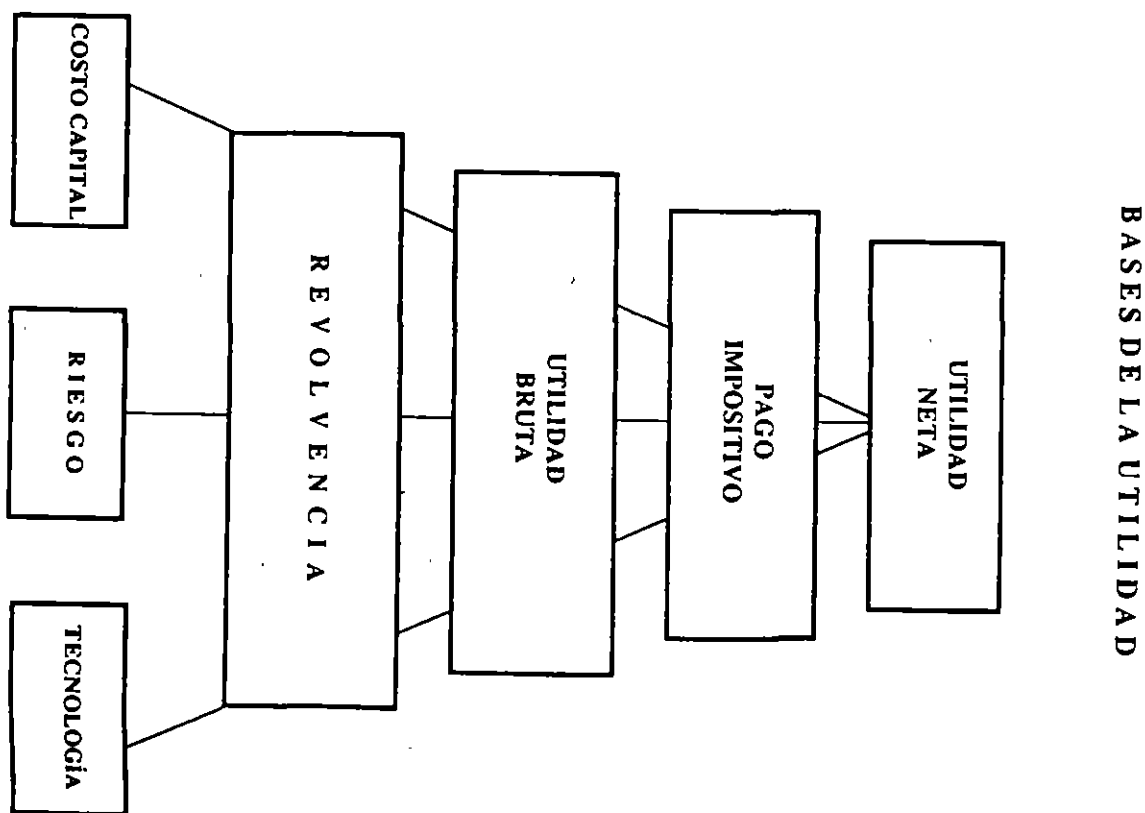 BASES DE LA UTILIDAD
UTILIDAD
NETA
PAGO
IMPOSITIVO
UTILIDAD
BRUTA
REVOLVENCIA
COSTO CAPITAL
RIESGO
TECNOLOGÍA